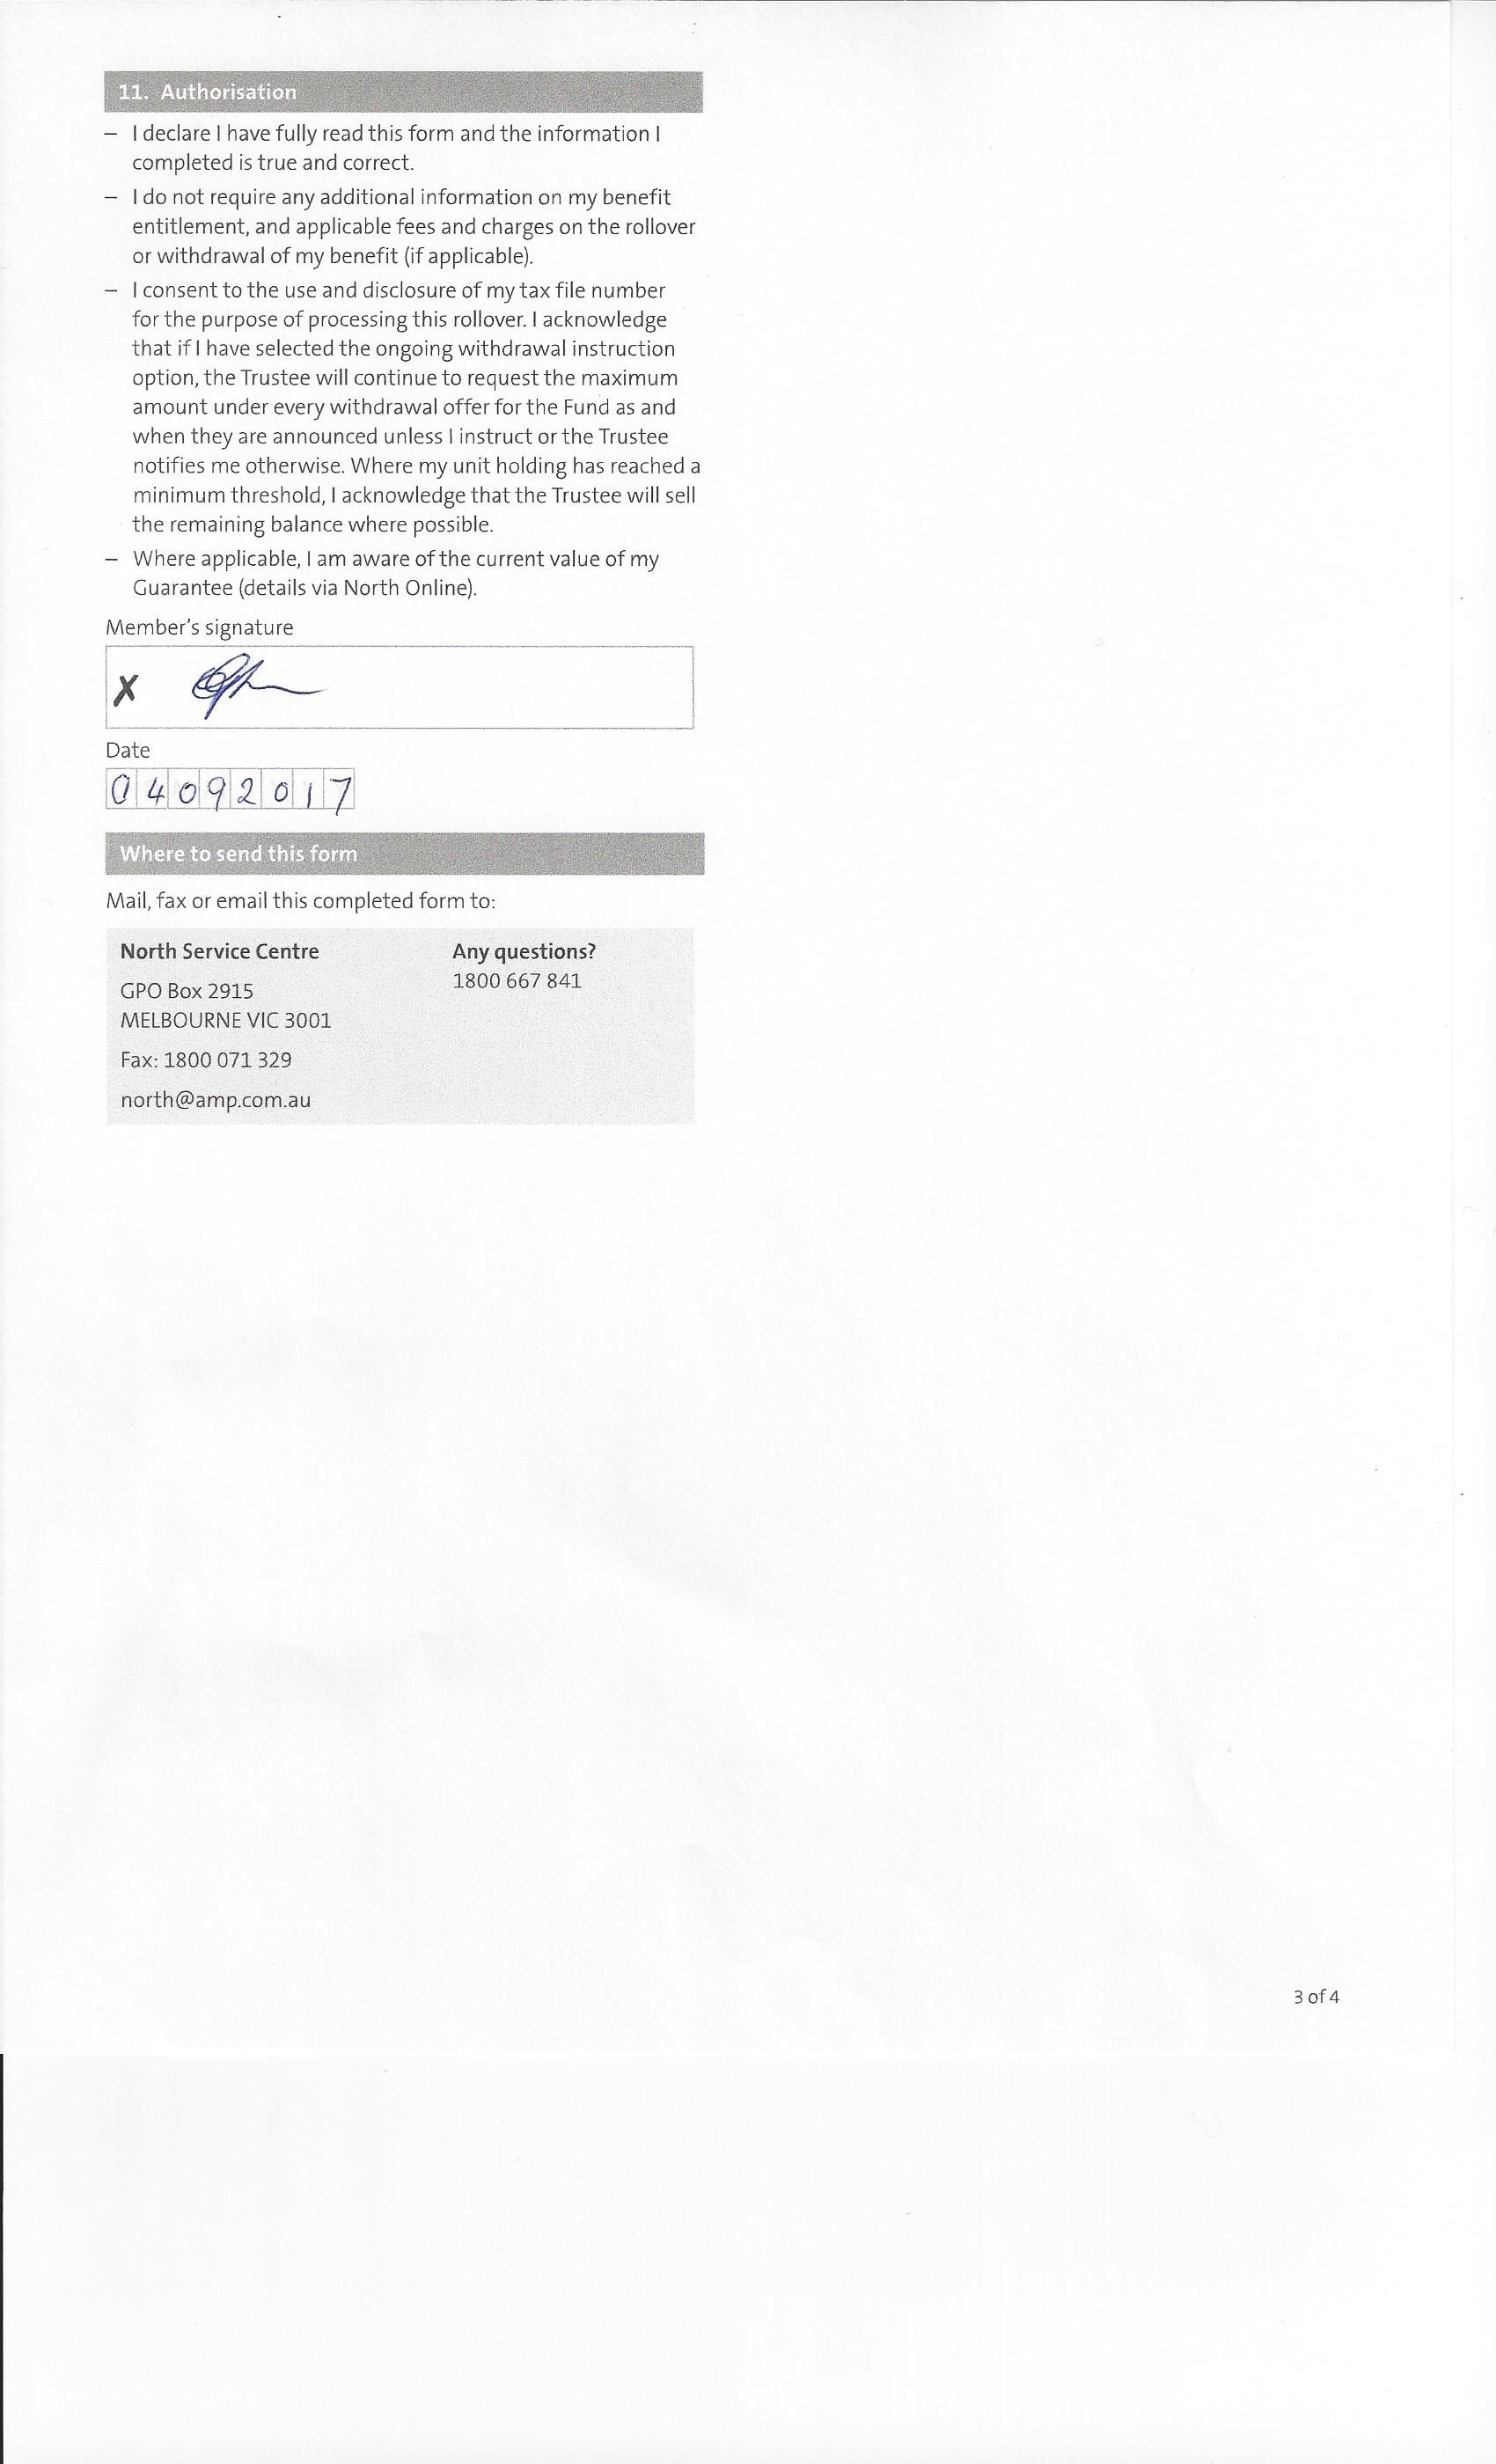 11. Authorisation
– I declare I have fully read this form and the information I
completed is true and correct.
– I do not require any additional information on my benefit
entitlement, and applicable fees and charges on the rollover
or withdrawal of my benefit (if applicable).
– I consent to the use and disclosure of my tax file number
for the purpose of processing this rollover. I acknowledge
that if I have selected the ongoing withdrawal instruction
option, the Trustee will continue to request the maximum
amount under every withdrawal offer for the Fund as and
when they are announced unless I instruct or the Trustee
notifies me otherwise. Where my unit holding has reached a
minimum threshold, I acknowledge that the Trustee will sell
the remaining balance where possible.
– Where applicable, I am aware of the current value of my
Guarantee (details via North Online).
Member's signature
X
Date
04092017
Where to send this form
Mail, fax or email this completed form to:
North Service Centre
GPO Box 2915
MELBOURNE VIC 3001
Fax: 1800 071 329
north@amp.com.au
Any questions?
1800 667 841
3 of 4